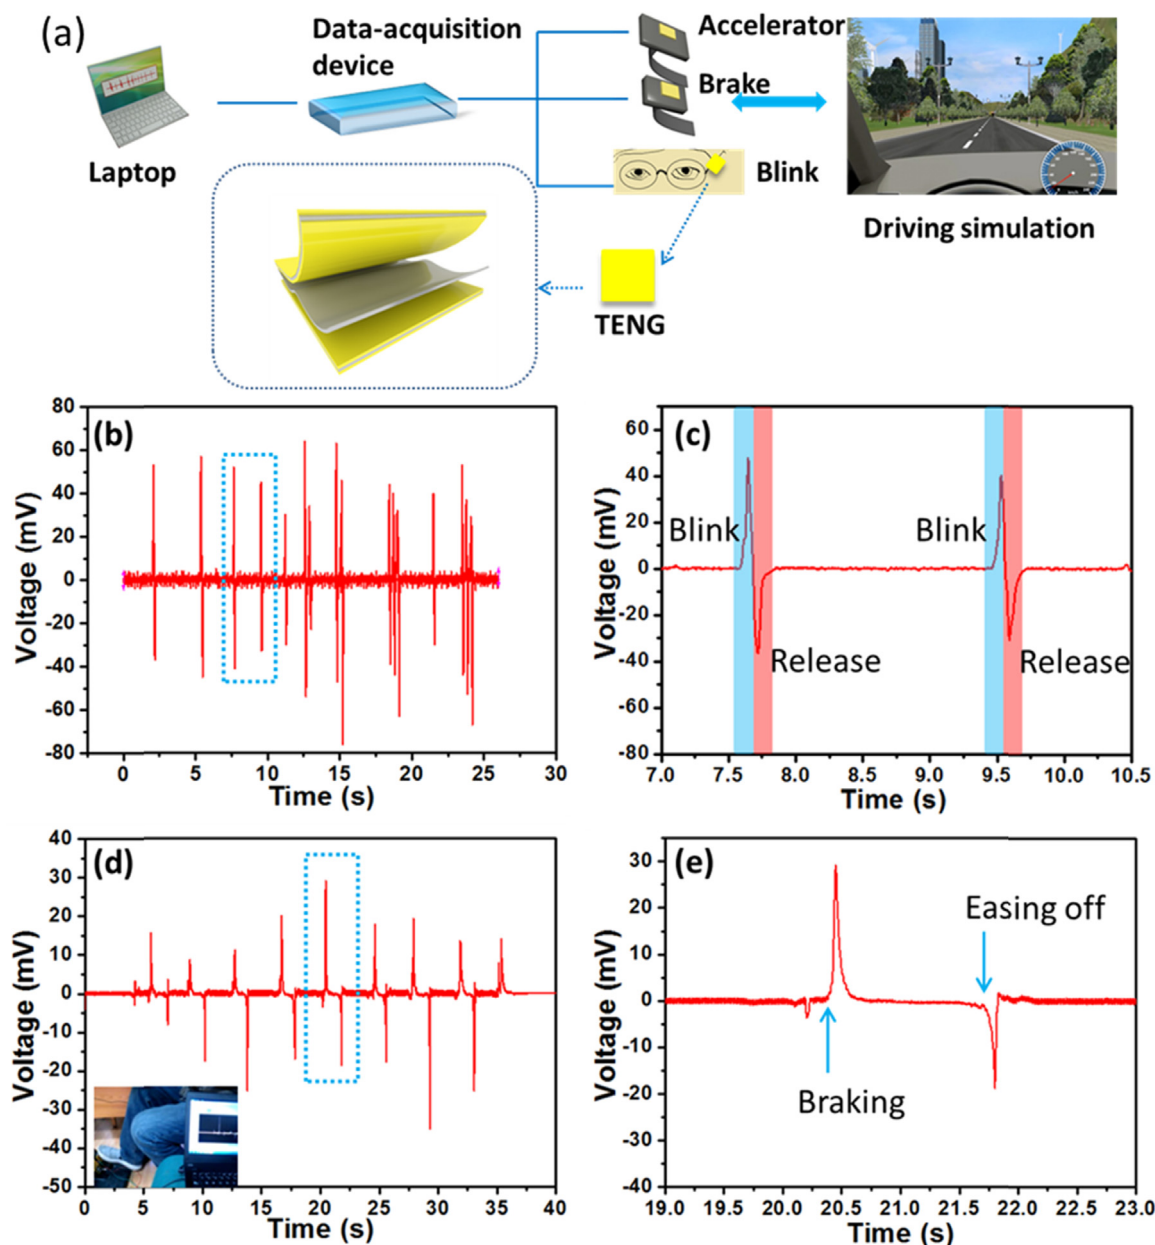 (a)
Data-acquisition
device
Accelerator
Brake
Laptop
Blink
Driving simulation
TENG
(b)
Voltage (mV)
80
60
40
20
0
-20
-40
-60
-80
0 5 10 15 20 25 30
Time (s)
(c)
Voltage (mV)
60
40
20
0
-20
-40
-60
-80
Blink
Blink
Release
Release
7.0 7.5 8.0 8.5 9.0 9.5 10.0 10.5
Time (s)
(d)
Voltage (mV)
40
30
20
10
0
-10
-20
-30
-40
-50
0 5 10 15 20 25 30 35 40
Time (s)
(e)
Voltage (mV)
30
20
10
0
-10
-20
-30
-40
Easing off
Braking
19.0 19.5 20.0 20.5 21.0 21.5 22.0 22.5 23.0
Time (s)